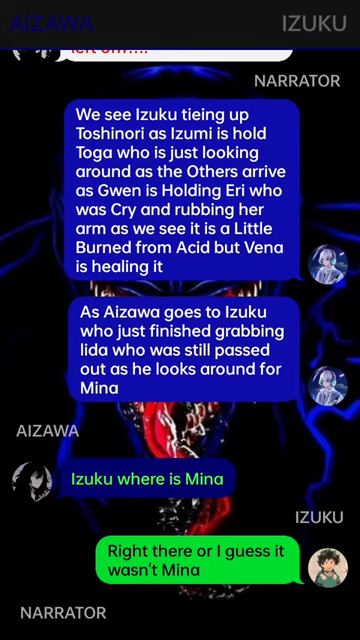 AIZAWA
IZUKU
left off....
NARRATOR
We see Izuku tieing up
Toshinori as Izumi is hold
Toga who is just looking
around as the Others arrive
as Gwen is Holding Eri who
was Cry and rubbing her
arm as we see it is a Little
Burned from Acid but Vena
is healing it
As Aizawa goes to Izuku
who just finished grabbing
Iida who was still passed
out as he looks around for
Mina
AIZAWA
Izuku where is Mina
IZUKU
Right there or I guess it
wasn't Mina
NARRATOR